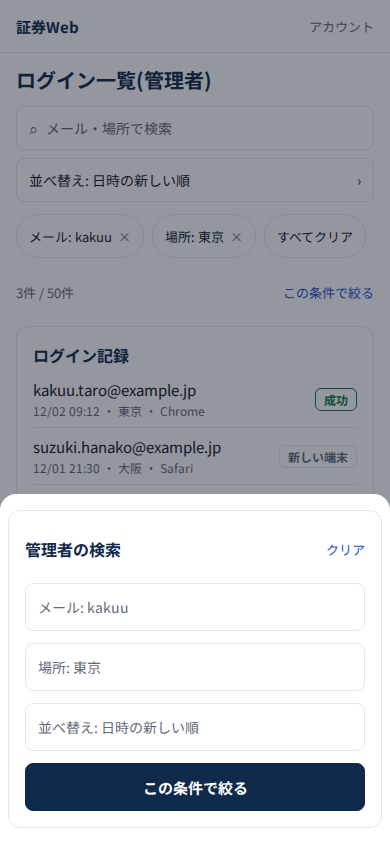 証券Web
アカウント
ログイン一覧(管理者)
メール・場所で検索
並べ替え: 日時の新しい順 ›
メール: kakuu × 場所: 東京 × すべてクリア
3件 / 50件 この条件で絞る
ログイン記録
kakuu.taro@example.jp
12/02 09:12 ・ 東京 ・ Chrome
成功
suzuki.hanako@example.jp
12/01 21:30 ・ 大阪 ・ Safari
新しい端末
管理者の検索
クリア
メール: kakuu
場所: 東京
並べ替え: 日時の新しい順
この条件で絞る